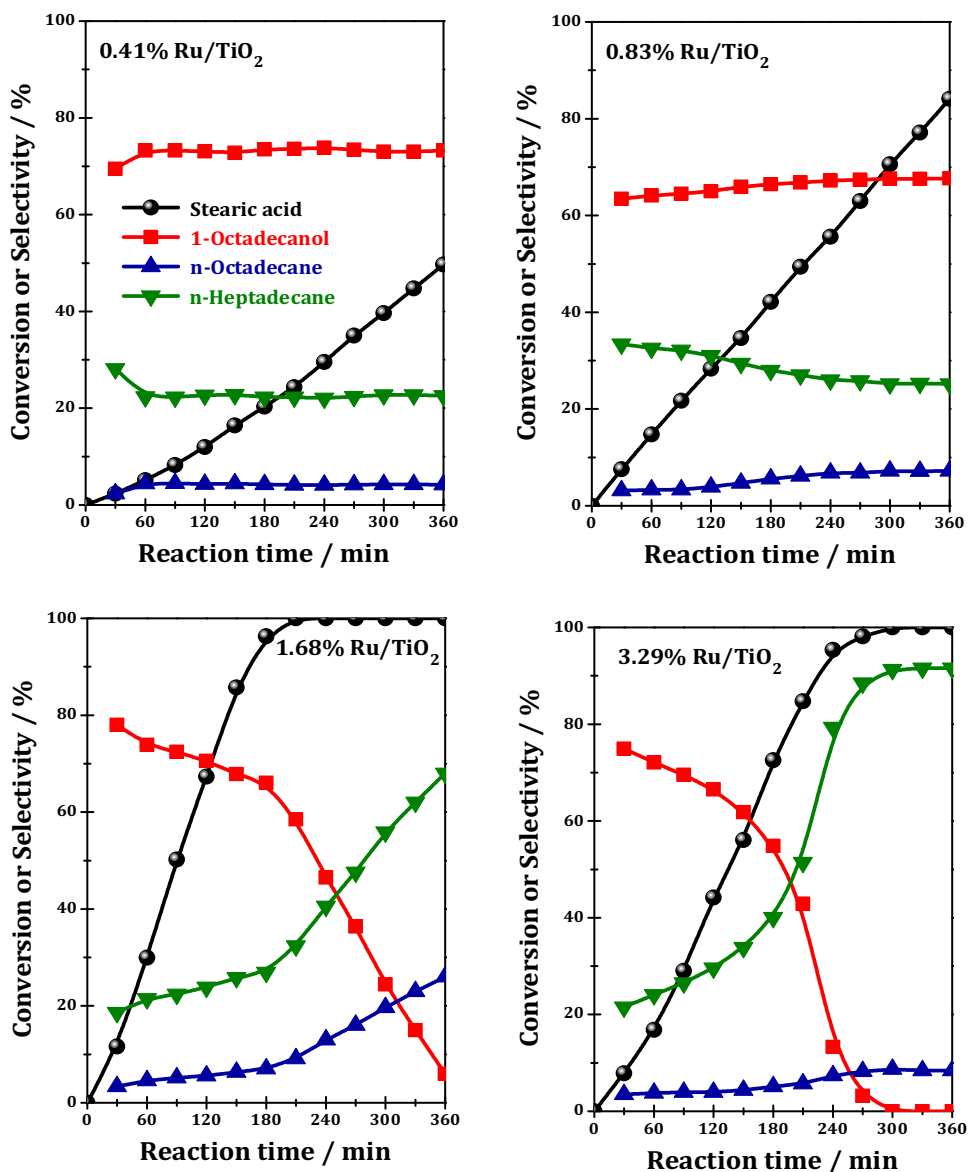 0.41% Ru/TiO₂
Conversion or Selectivity / %
100
80
60
40
20
0
Stearic acid
1-Octadecanol
n-Octadecane
n-Heptadecane
0 60 120 180 240 300 360
Reaction time / min
0.83% Ru/TiO₂
Conversion or Selectivity / %
100
80
60
40
20
0
0 60 120 180 240 300 360
Reaction time / min
1.68% Ru/TiO₂
Conversion or Selectivity / %
100
80
60
40
20
0
0 60 120 180 240 300 360
Reaction time / min
3.29% Ru/TiO₂
Conversion or Selectivity / %
100
80
60
40
20
0
0 60 120 180 240 300 360
Reaction time / min